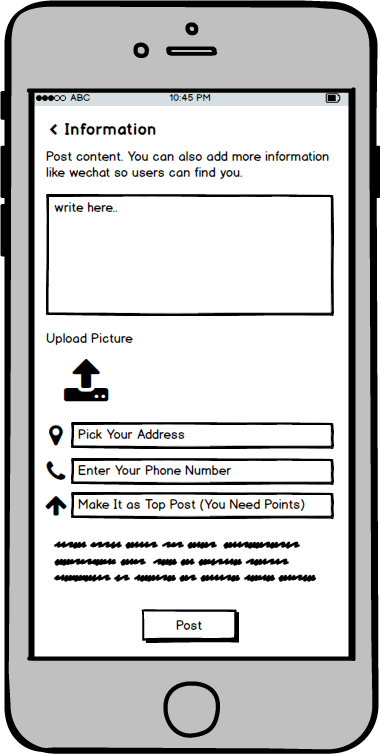 ABC 10:45 PM
Information
Post content. You can also add more information
like wechat so users can find you.
write here..
Upload Picture
Pick Your Address
Enter Your Phone Number
Make It as Top Post (You Need Points)
Post